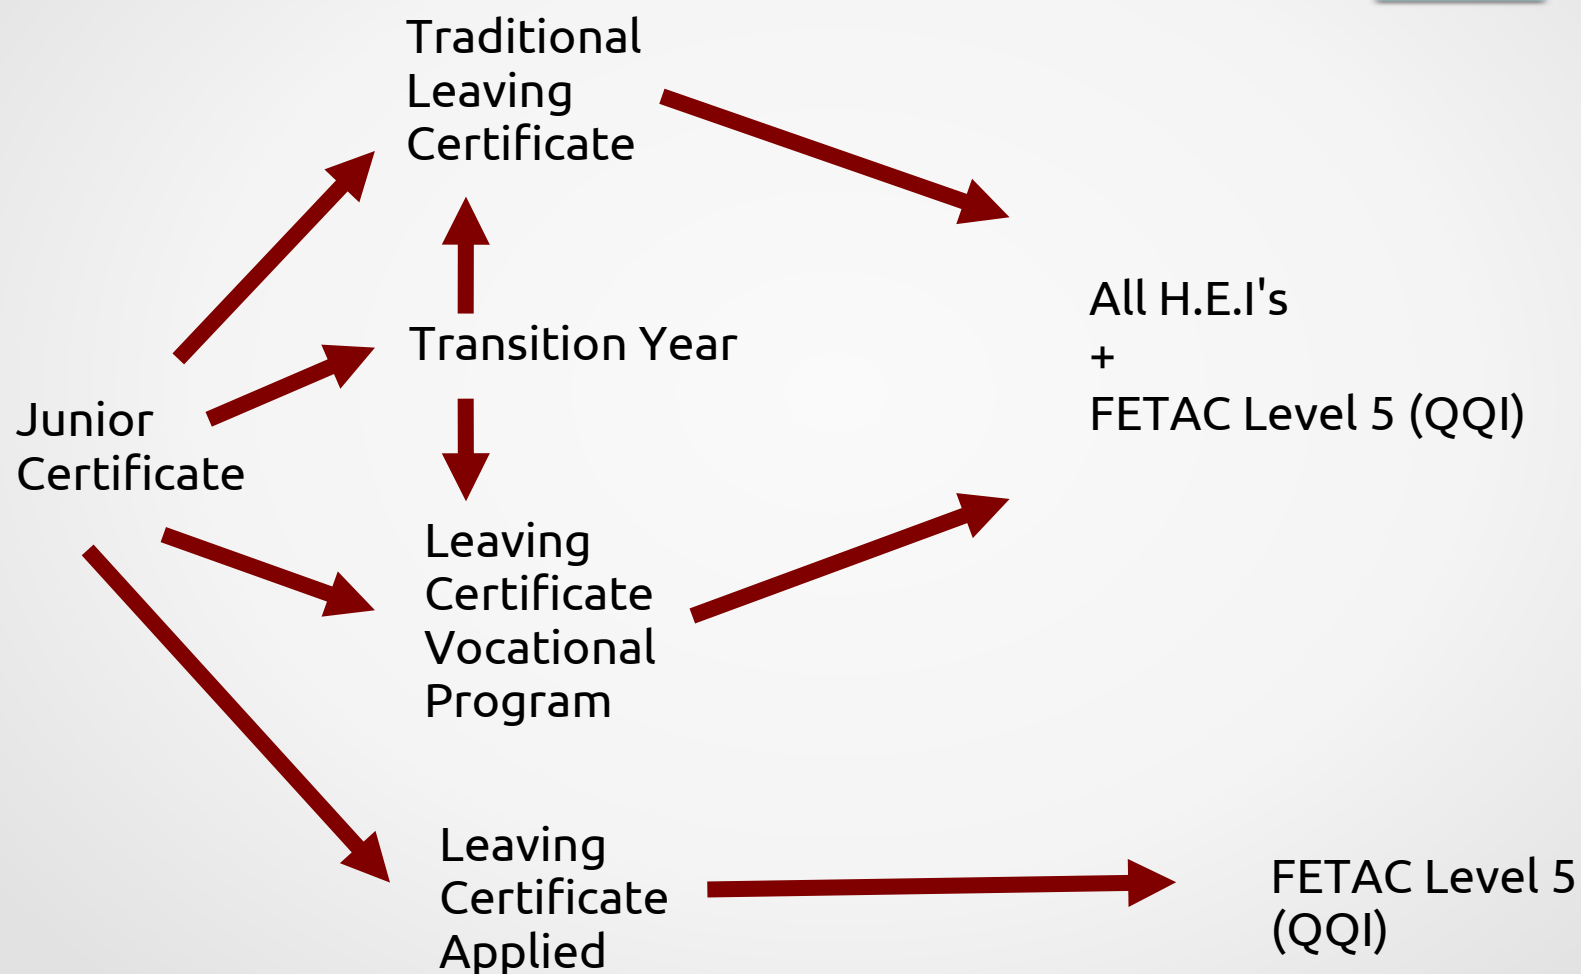 Traditional
Leaving
Certificate
Transition Year
Junior
Certificate
Leaving
Certificate
Vocational
Program
Leaving
Certificate
Applied
All H.E.I's
+
FETAC Level 5 (QQI)
FETAC Level 5
(QQI)